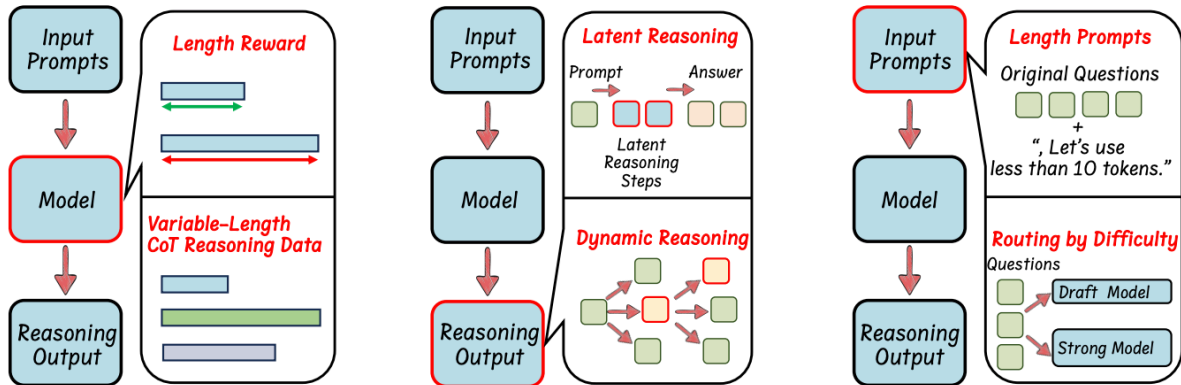 Input
Prompts
Model
Reasoning
Output
Length Reward
Variable-Length
CoT Reasoning Data
Input
Prompts
Model
Reasoning
Output
Latent Reasoning
Prompt
Answer
Latent
Reasoning
Steps
Dynamic Reasoning
Input
Prompts
Model
Reasoning
Output
Length Prompts
Original Questions
+
“, Let’s use
less than 10 tokens.”
Routing by Difficulty
Questions
Draft Model
Strong Model